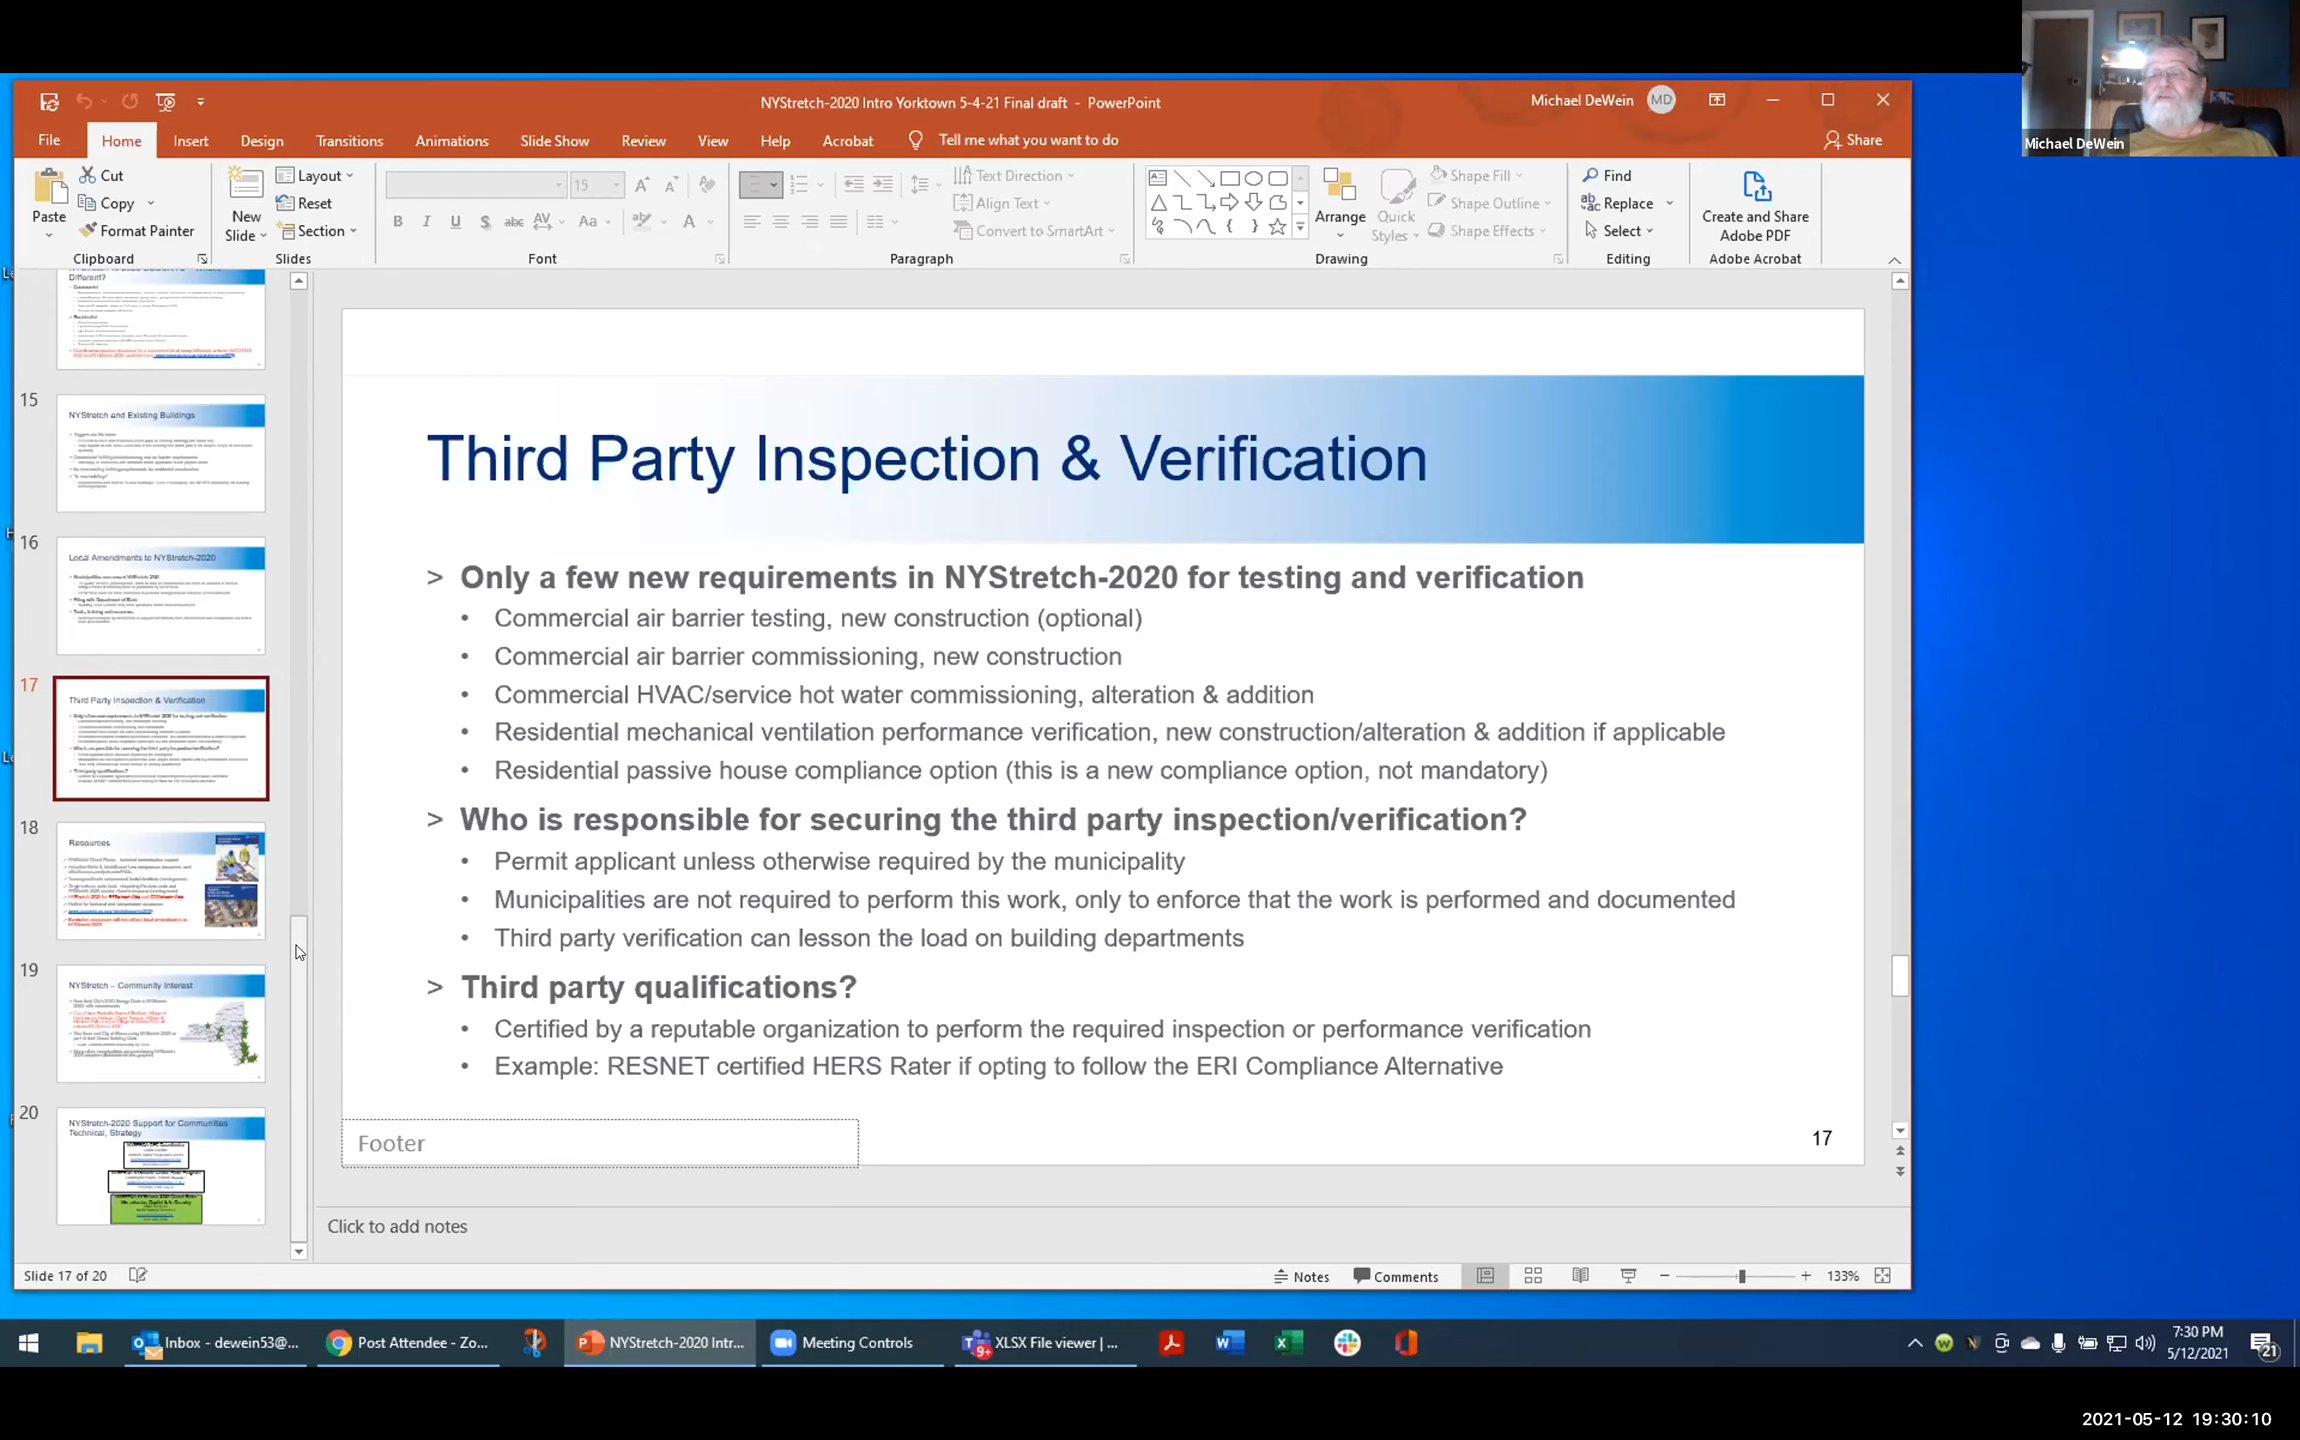 Michael DeWein
NYStretch-2020 Intro Yorktown 5-4-21 Final draft - PowerPoint
Michael DeWein MD
File Home Insert Design Transitions Animations Slide Show Review View Help Acrobat Tell me what you want to do
Share
Paste
Cut
Copy
Format Painter
Clipboard
New Slide
Layout
Reset
Section
Slides
15
Font
Paragraph
Text Direction
Align Text
Convert to SmartArt
Arrange
Quick Styles
Shape Fill
Shape Outline
Shape Effects
Drawing
Find
Replace
Select
Editing
Create and Share Adobe PDF
Adobe Acrobat
Different?
15
NYStretch and Existing Buildings
16
Local Amendments to NYStretch-2020
17
Third Party Inspection & Verification
18
Resources
19
NYStretch – Community Interest
20
NYStretch-2020 Support for Communities
Technical, Strategy
Third Party Inspection & Verification
> Only a few new requirements in NYStretch-2020 for testing and verification
• Commercial air barrier testing, new construction (optional)
• Commercial air barrier commissioning, new construction
• Commercial HVAC/service hot water commissioning, alteration & addition
• Residential mechanical ventilation performance verification, new construction/alteration & addition if applicable
• Residential passive house compliance option (this is a new compliance option, not mandatory)
> Who is responsible for securing the third party inspection/verification?
• Permit applicant unless otherwise required by the municipality
• Municipalities are not required to perform this work, only to enforce that the work is performed and documented
• Third party verification can lesson the load on building departments
> Third party qualifications?
• Certified by a reputable organization to perform the required inspection or performance verification
• Example: RESNET certified HERS Rater if opting to follow the ERI Compliance Alternative
Footer
17
Click to add notes
Slide 17 of 20
Notes
Comments
133%
Inbox - dewein53@...
Post Attendee - Zo...
NYStretch-2020 Intr...
Meeting Controls
XLSX File viewer | ...
7:30 PM
5/12/2021
21
2021-05-12 19:30:10